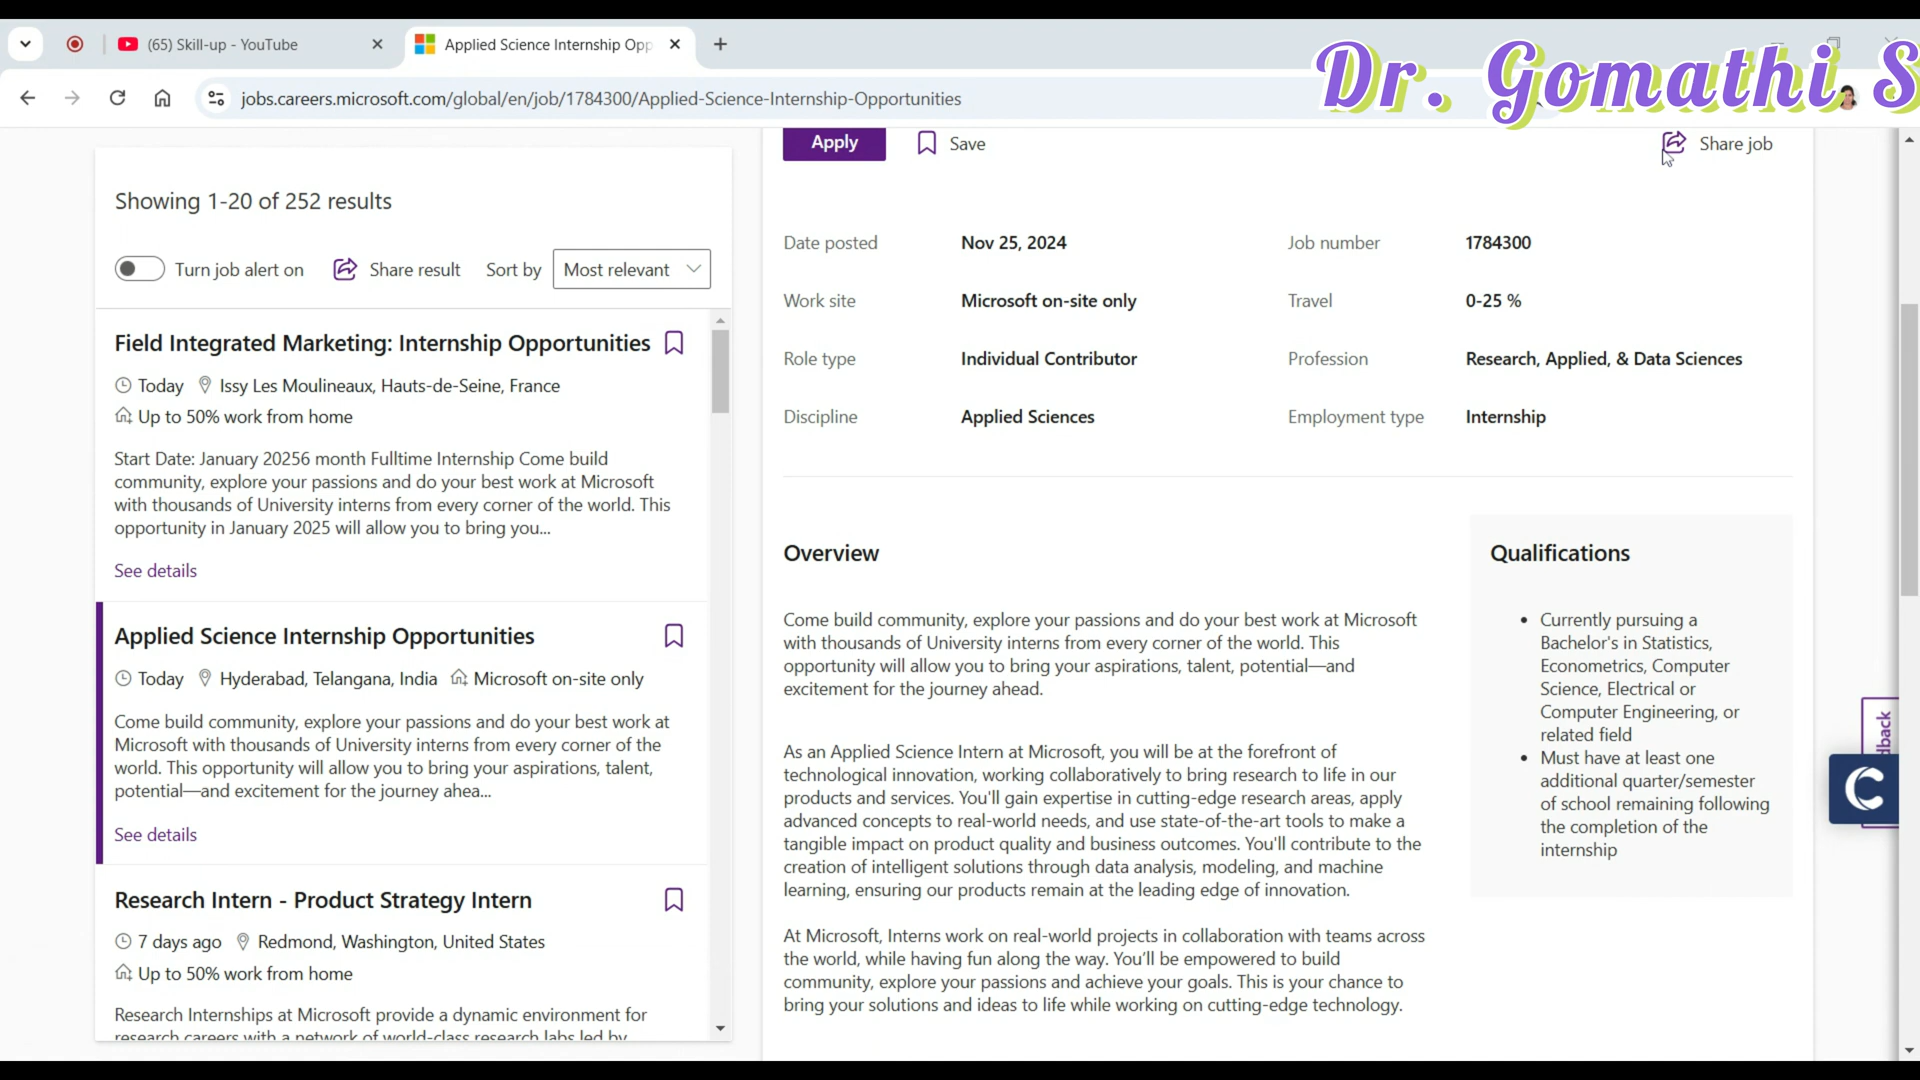 (65) Skill-up - YouTube
Applied Science Internship Opp
Dr. Gomathi S
jobs.careers.microsoft.com/global/en/job/1784300/Applied-Science-Internship-Opportunities
Showing 1-20 of 252 results
Turn job alert on
Share result
Sort by
Most relevant
Field Integrated Marketing: Internship Opportunities
Today
Issy Les Moulineaux, Hauts-de-Seine, France
Up to 50% work from home
Start Date: January 20256 month Fulltime Internship Come build
community, explore your passions and do your best work at Microsoft
with thousands of University interns from every corner of the world. This
opportunity in January 2025 will allow you to bring you...
See details
Applied Science Internship Opportunities
Today
Hyderabad, Telangana, India
Microsoft on-site only
Come build community, explore your passions and do your best work at
Microsoft with thousands of University interns from every corner of the
world. This opportunity will allow you to bring your aspirations, talent,
potential—and excitement for the journey ahea...
See details
Research Intern - Product Strategy Intern
7 days ago
Redmond, Washington, United States
Up to 50% work from home
Research Internships at Microsoft provide a dynamic environment for
research careers with a network of world-class research labs led by
Apply
Save
Share job
Date posted
Nov 25, 2024
Job number
1784300
Work site
Microsoft on-site only
Travel
0-25 %
Role type
Individual Contributor
Profession
Research, Applied, & Data Sciences
Discipline
Applied Sciences
Employment type
Internship
Overview
Come build community, explore your passions and do your best work at Microsoft
with thousands of University interns from every corner of the world. This
opportunity will allow you to bring your aspirations, talent, potential—and
excitement for the journey ahead.
As an Applied Science Intern at Microsoft, you will be at the forefront of
technological innovation, working collaboratively to bring research to life in our
products and services. You'll gain expertise in cutting-edge research areas, apply
advanced concepts to real-world needs, and use state-of-the-art tools to make a
tangible impact on product quality and business outcomes. You'll contribute to the
creation of intelligent solutions through data analysis, modeling, and machine
learning, ensuring our products remain at the leading edge of innovation.
At Microsoft, Interns work on real-world projects in collaboration with teams across
the world, while having fun along the way. You’ll be empowered to build
community, explore your passions and achieve your goals. This is your chance to
bring your solutions and ideas to life while working on cutting-edge technology.
Qualifications
• Currently pursuing a
Bachelor's in Statistics,
Econometrics, Computer
Science, Electrical or
Computer Engineering, or
related field
• Must have at least one
additional quarter/semester
of school remaining following
the completion of the
internship
dback